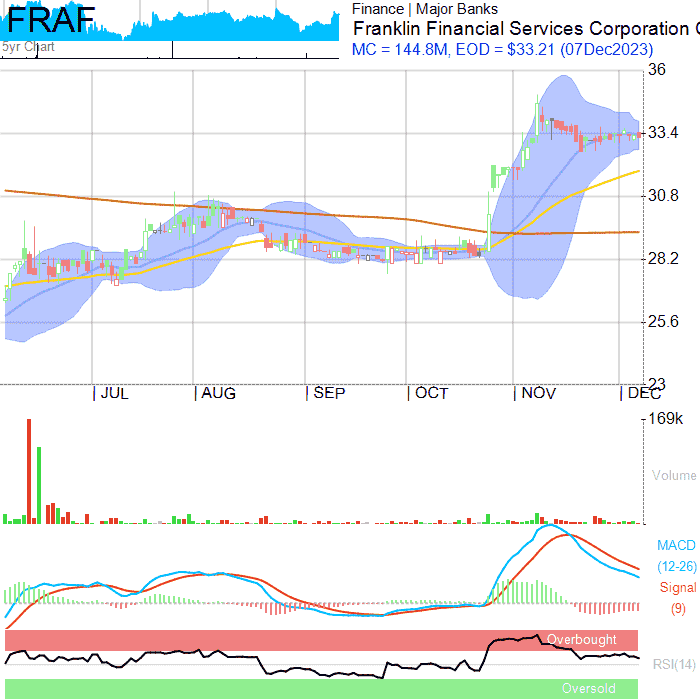 FRAF
5yr Chart
Finance | Major Banks
Franklin Financial Services Corporation
MC = 144.8M, EOD = $33.21 (07Dec2023)
36
33.4
30.8
28.2
25.6
23
JUL AUG SEP OCT NOV DEC
169k
Volume
MACD
(12-26)
Signal
(9)
Overbought
RSI(14)
Oversold